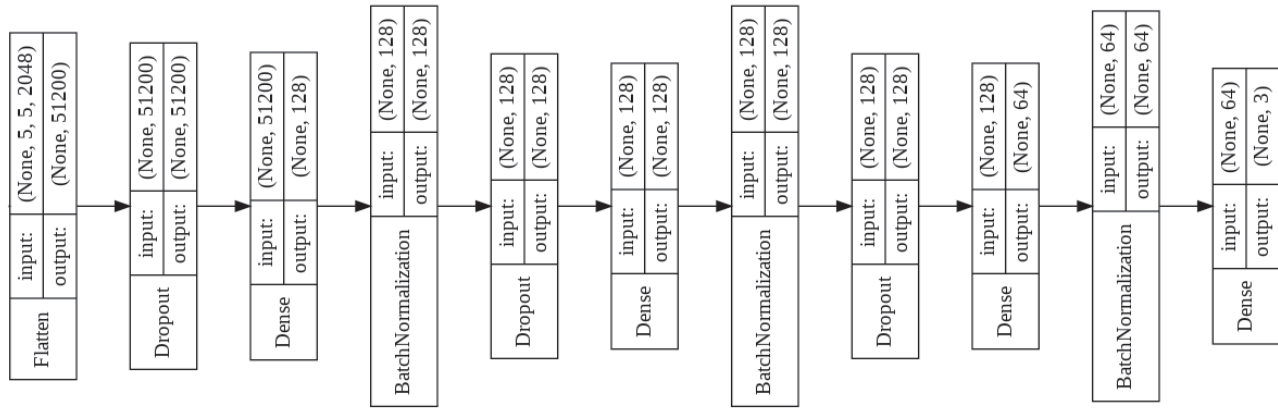 Flatten
input:
(None, 5, 5, 2048)
output:
(None, 51200)
Dropout
input:
(None, 51200)
output:
(None, 51200)
Dense
input:
(None, 51200)
output:
(None, 128)
BatchNormalization
input:
(None, 128)
output:
(None, 128)
Dropout
input:
(None, 128)
output:
(None, 128)
Dense
input:
(None, 128)
output:
(None, 128)
BatchNormalization
input:
(None, 128)
output:
(None, 128)
Dropout
input:
(None, 128)
output:
(None, 128)
Dense
input:
(None, 128)
output:
(None, 64)
BatchNormalization
input:
(None, 64)
output:
(None, 64)
Dense
input:
(None, 64)
output:
(None, 3)